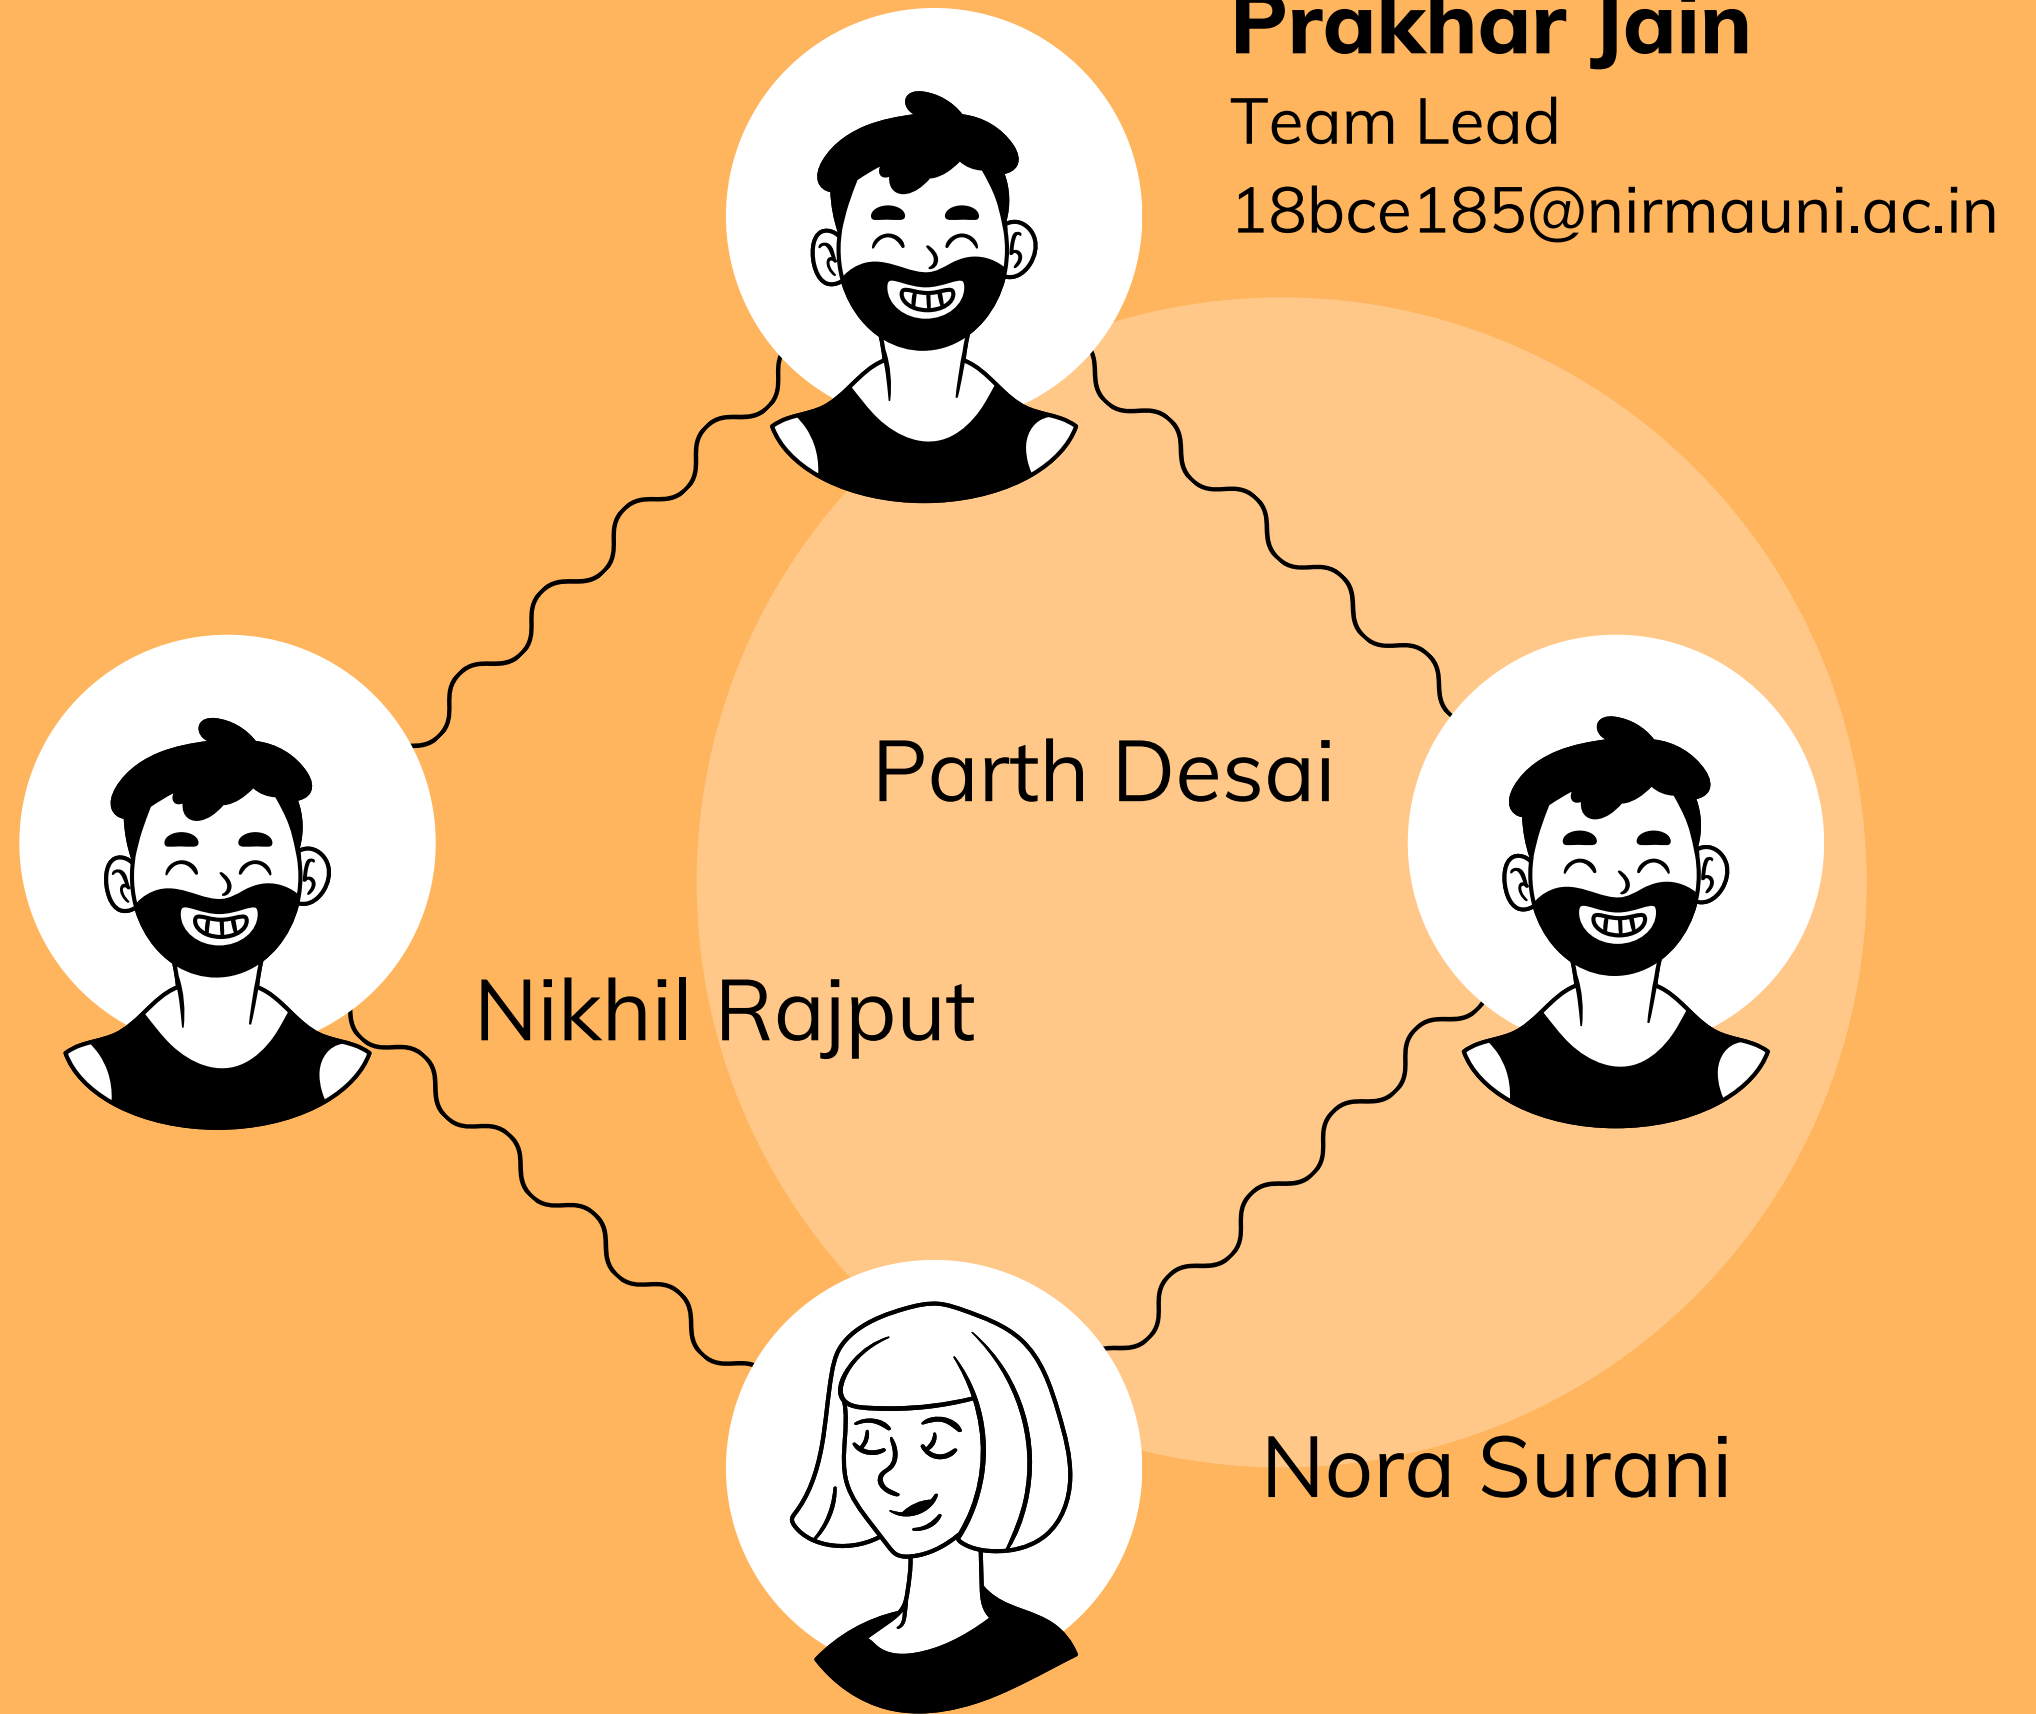 Prakhar Jain
Team Lead
18bce185@nirmauni.ac.in
Parth Desai
Nikhil Rajput
Nora Surani